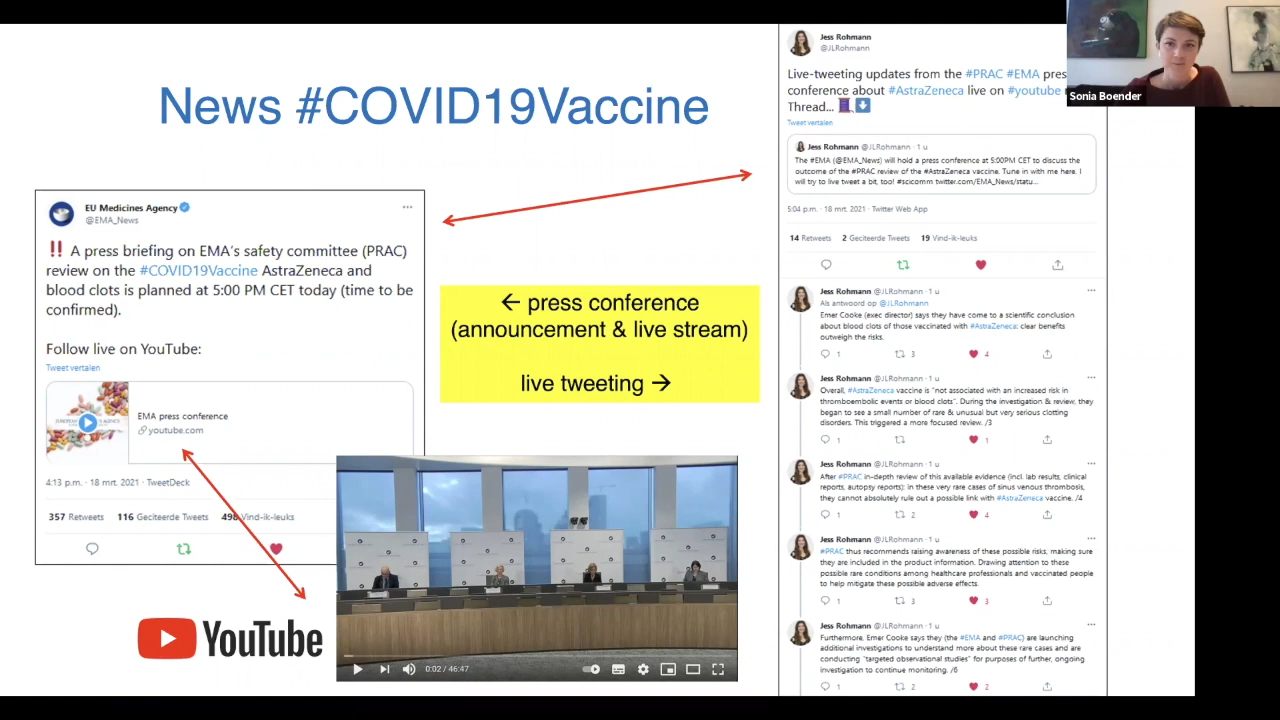 News #COVID19Vaccine
EU Medicines Agency
@EMA_News
‼ A press briefing on EMA's safety committee (PRAC)
review on the #COVID19Vaccine AstraZeneca and
blood clots is planned at 5:00 PM CET today (time to be
confirmed).
Follow live on YouTube:
Tweet vertalen
EMA press conference
youtube.com
4:13 p.m. · 18 mrt. 2021 · TweetDeck
357 Retweets 116 Geciteerde Tweets 498 Vind-ik-leuks
← press conference
(announcement & live stream)
live tweeting →
YouTube
0:02 / 46:47
Jess Rohmann
@JLRohmann
Live-tweeting updates from the #PRAC #EMA
conference about #AstraZeneca live on #youtube
Thread...
Tweet vertalen
Jess Rohmann @JLRohmann · 1 u
The #EMA (@EMA_News) will hold a press conference at 5:00PM CET to discuss the
outcome of the #PRAC review of the #AstraZeneca vaccine. Tune in with me here. I
will try to live tweet a bit, too! #scicomm twitter.com/EMA_News/statu...
5:04 p.m. · 18 mrt. 2021 · Twitter Web App
14 Retweets 2 Geciteerde Tweets 19 Vind-ik-leuks
Jess Rohmann @JLRohmann · 1 u
Als antwoord op @JLRohmann
Emer Cooke (exec director) says they have come to a scientific conclusion
about blood clots of those vaccinated with #AstraZeneca: clear benefits
outweigh the risks.
1 3 4
Jess Rohmann @JLRohmann · 1 u
Overall, #AstraZeneca vaccine is "not associated with an increased risk in
thromboembolic events or blood clots". During the investigation & review, they
began to see a small number of rare & unusual but very serious clotting
disorders. This triggered a more focused review. /3
1 1
Jess Rohmann @JLRohmann · 1 u
After #PRAC in-depth review of this available evidence (incl. lab results, clinical
reports, autopsy reports): in these very rare cases of sinus venous thrombosis,
they cannot absolutely rule out a possible link with #AstraZeneca vaccine. /4
1 2 4
Jess Rohmann @JLRohmann · 1 u
#PRAC thus recommends raising awareness of these possible risks, making sure
they are included in the product information. Drawing attention to these
possible rare conditions among healthcare professionals and vaccinated people
to help mitigate these possible adverse effects.
1 3 3
Jess Rohmann @JLRohmann · 1 u
Furthermore, Emer Cooke says they (the #EMA and #PRAC) are launching
additional investigations to understand more about these rare cases and are
conducting "targeted observational studies" for purposes of further, ongoing
investigation to continue monitoring. /6
1 2 2
Sonia Boender